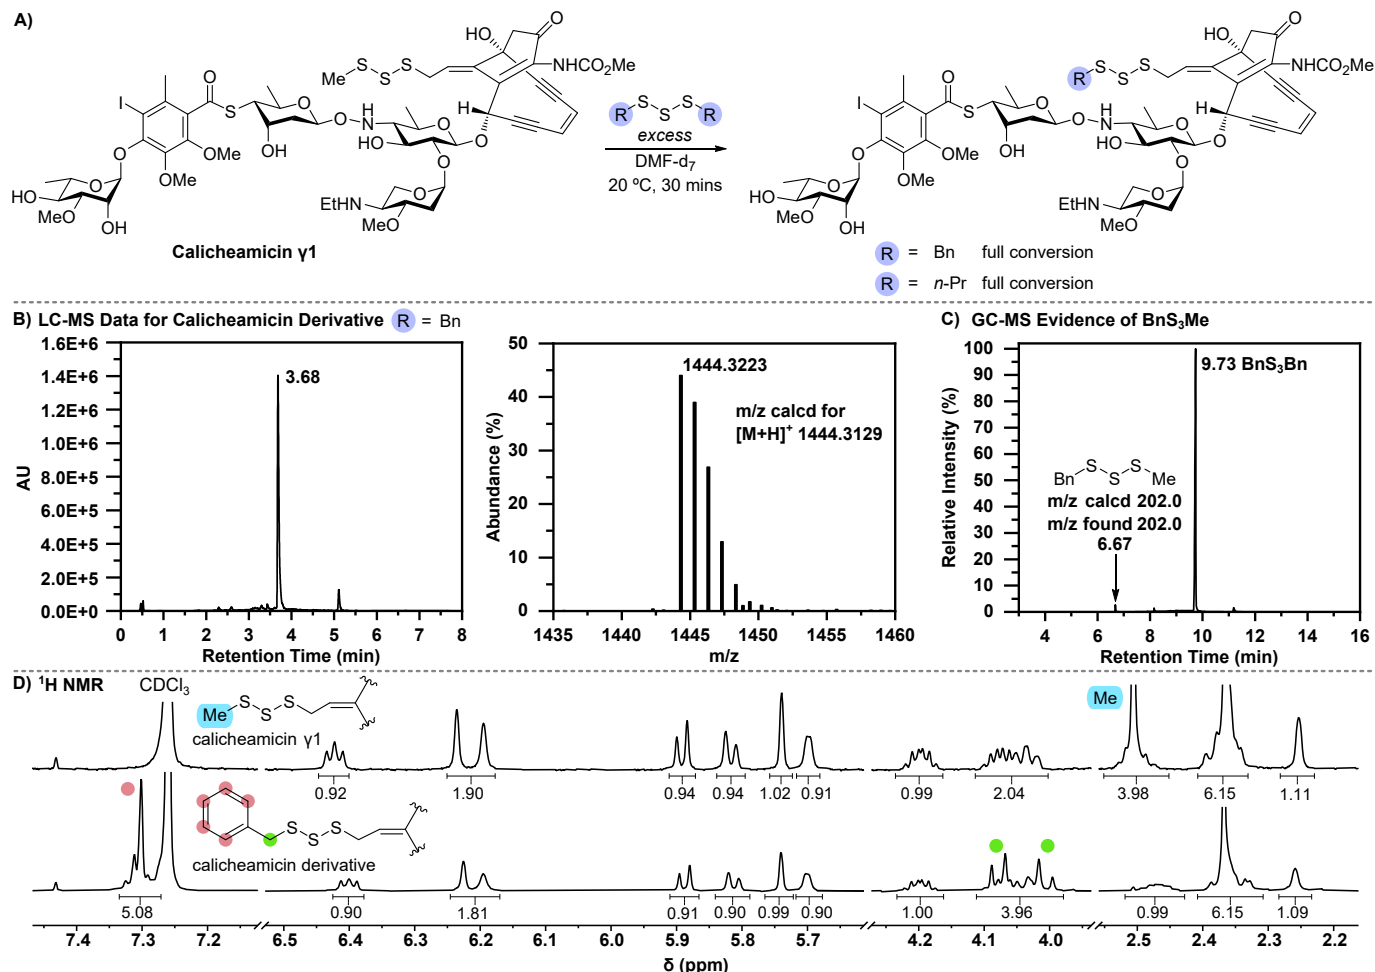 A)
HO
O
NHCO2Me
Me
S
S
S
H
O
I
O
S
O
O
N
H
O
HO
O
O
O
OH
OMe
OMe
O
O
HO
MeO
OH
EtHN
MeO
O
Calicheamicin γ1
R
S
S
S
R
excess
DMF-d7
20 ºC, 30 mins
HO
O
NHCO2Me
R
S
S
S
H
O
I
O
S
O
O
N
H
O
HO
O
O
O
OH
OMe
OMe
O
O
HO
MeO
OH
EtHN
MeO
O
R = Bn full conversion
R = n-Pr full conversion
B) LC-MS Data for Calicheamicin Derivative R = Bn
1.6E+6
1.4E+6
1.2E+6
1.0E+6
8.0E+5
6.0E+5
4.0E+5
2.0E+5
0.0E+0
AU
3.68
0 1 2 3 4 5 6 7 8
Retention Time (min)
50
40
30
20
10
0
Abundance (%)
1444.3223
m/z calcd for
[M+H]+ 1444.3129
1435 1440 1445 1450 1455 1460
m/z
C) GC-MS Evidence of BnS3Me
100
90
80
70
60
50
40
30
20
10
0
Relative Intensity (%)
9.73 BnS3Bn
Bn
S
S
S
Me
m/z calcd 202.0
m/z found 202.0
6.67
4 6 8 10 12 14 16
Retention Time (min)
D) 1H NMR
CDCl3
Me
S
S
S
calicheamicin γ1
Me
0.92 1.90 0.94 0.94 1.02 0.91 0.99 2.04 3.98 6.15 1.11
S
S
S
calicheamicin derivative
5.08 0.90 1.81 0.91 0.90 0.99 0.90 1.00 3.96 0.99 6.15 1.09
7.4 7.3 7.2 6.5 6.4 6.3 6.2 6.1 6.0 5.9 5.8 5.7 4.2 4.1 4.0 2.5 2.4 2.3 2.2
δ (ppm)